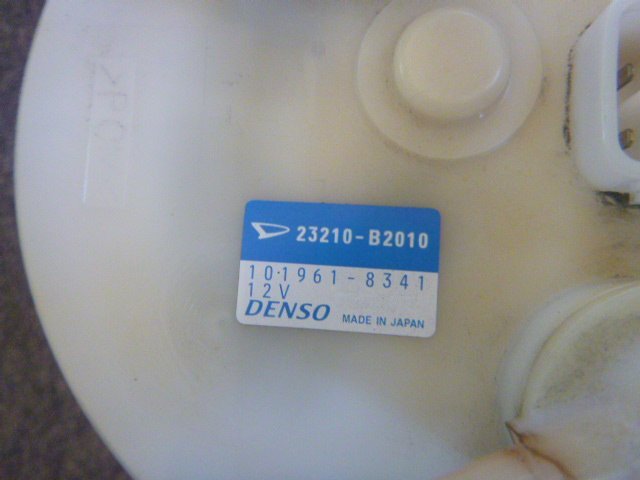 23210-B2010
101961-8341
12V
DENSO MADE IN JAPAN